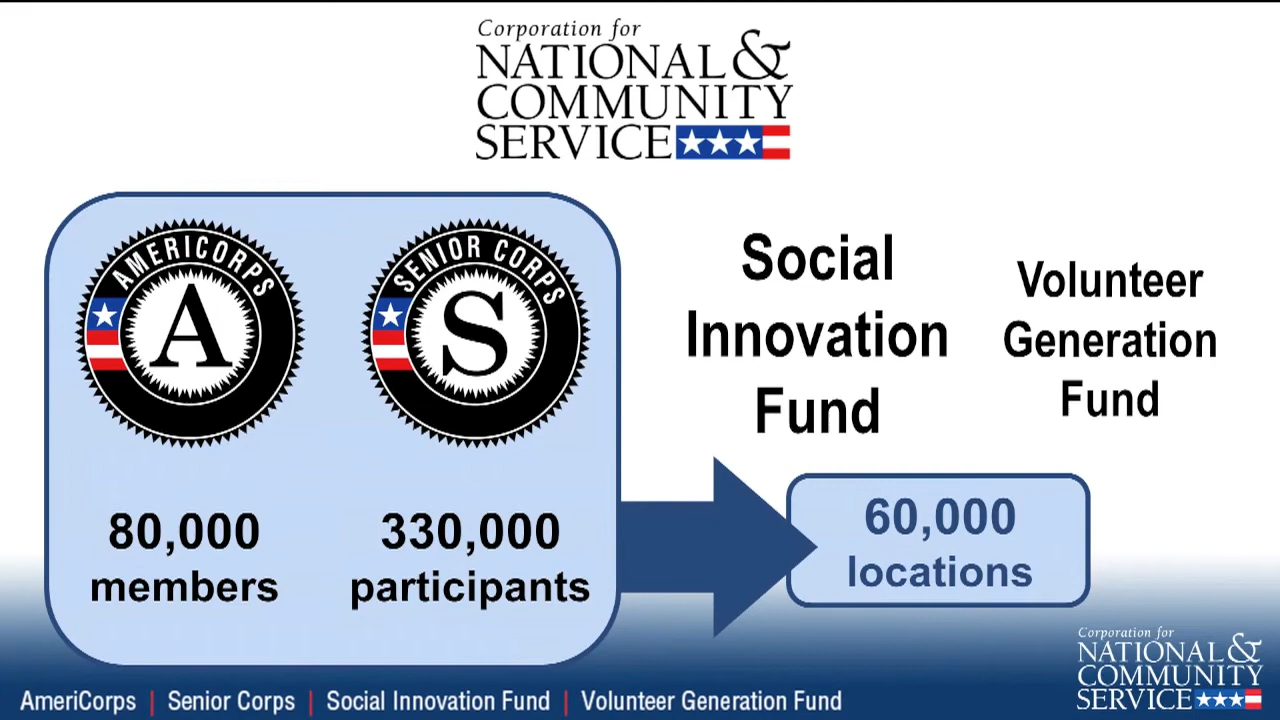 Corporation for
NATIONAL &
COMMUNITY
SERVICE
AMERICORPS
A
SENIOR CORPS
S
80,000
members
330,000
participants
Social
Innovation
Fund
Volunteer
Generation
Fund
60,000
locations
AmeriCorps | Senior Corps | Social Innovation Fund | Volunteer Generation Fund
Corporation for
NATIONAL &
COMMUNITY
SERVICE